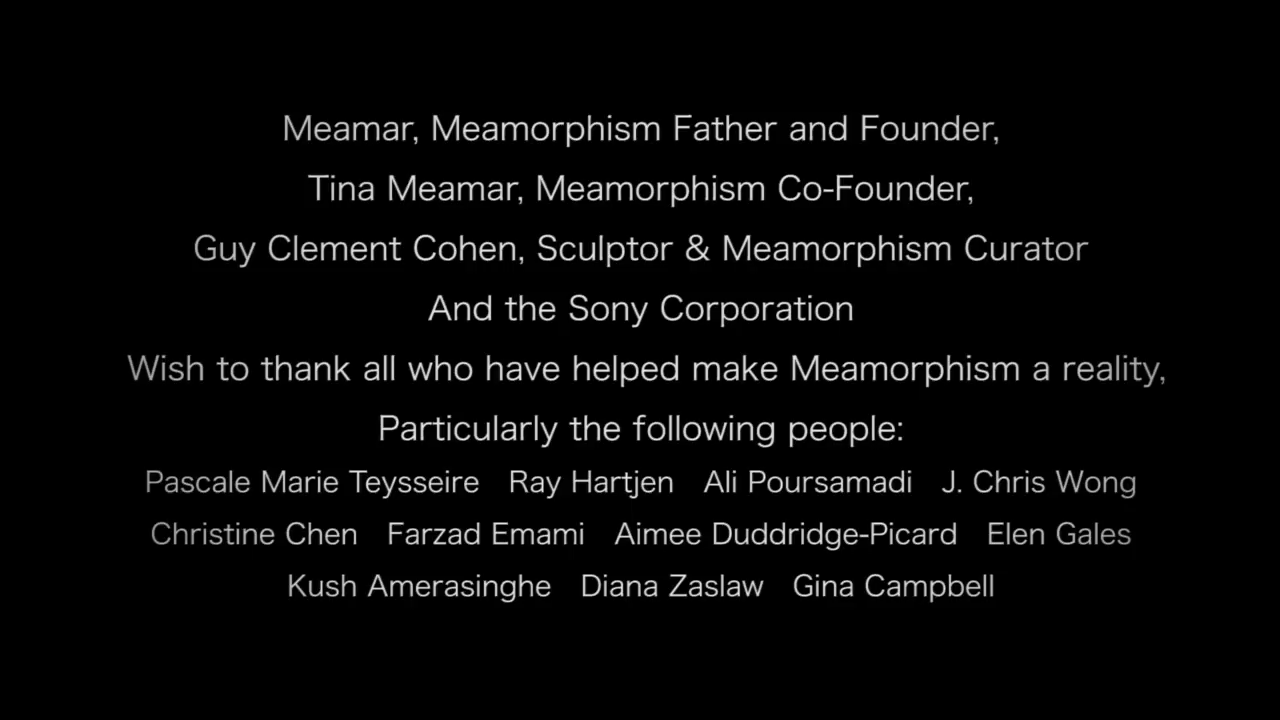 Meamar, Meamorphism Father and Founder,
Tina Meamar, Meamorphism Co-Founder,
Guy Clement Cohen, Sculptor & Meamorphism Curator
And the Sony Corporation
Wish to thank all who have helped make Meamorphism a reality,
Particularly the following people:
Pascale Marie Teysseire Ray Hartjen Ali Poursamadi J. Chris Wong
Christine Chen Farzad Emami Aimee Duddridge-Picard Elen Gales
Kush Amerasinghe Diana Zaslaw Gina Campbell